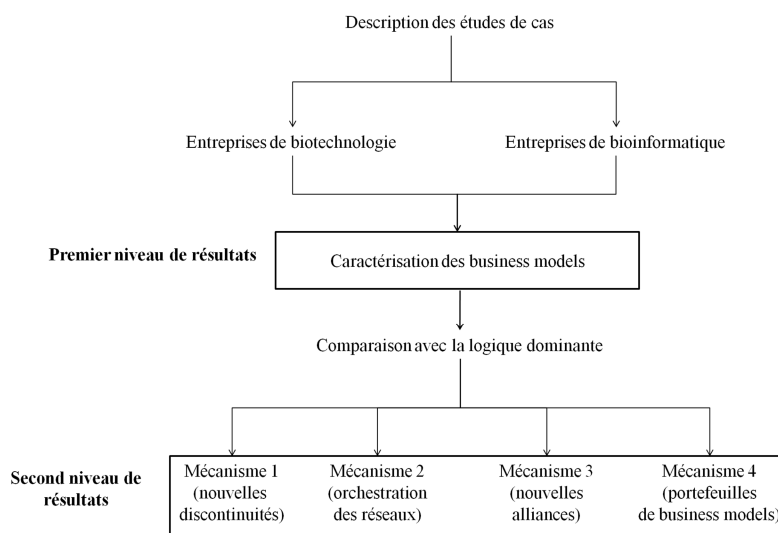 Description des études de cas
Entreprises de biotechnologie
Entreprises de bioinformatique
Premier niveau de résultats
Caractérisation des business models
Comparaison avec la logique dominante
Second niveau de
résultats
Mécanisme 1
(nouvelles
discontinuités)
Mécanisme 2
(orchestration
des réseaux)
Mécanisme 3
(nouvelles
alliances)
Mécanisme 4
(portefeuilles
de business models)